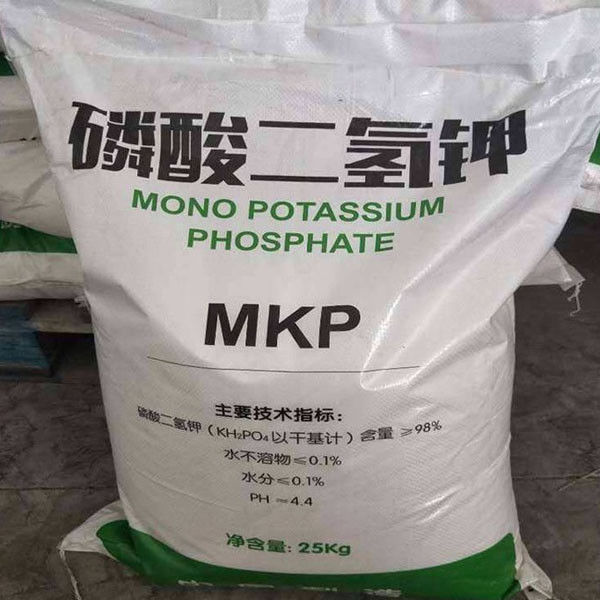 磷酸二氢钾
MONO POTASSIUM
PHOSPHATE
MKP
主要技术指标：
磷酸二氢钾（KH₂PO₄以干基计）含量 ≥98%
水不溶物≤0.1%
水分≤0.1%
PH =4.4
净含量: 25Kg